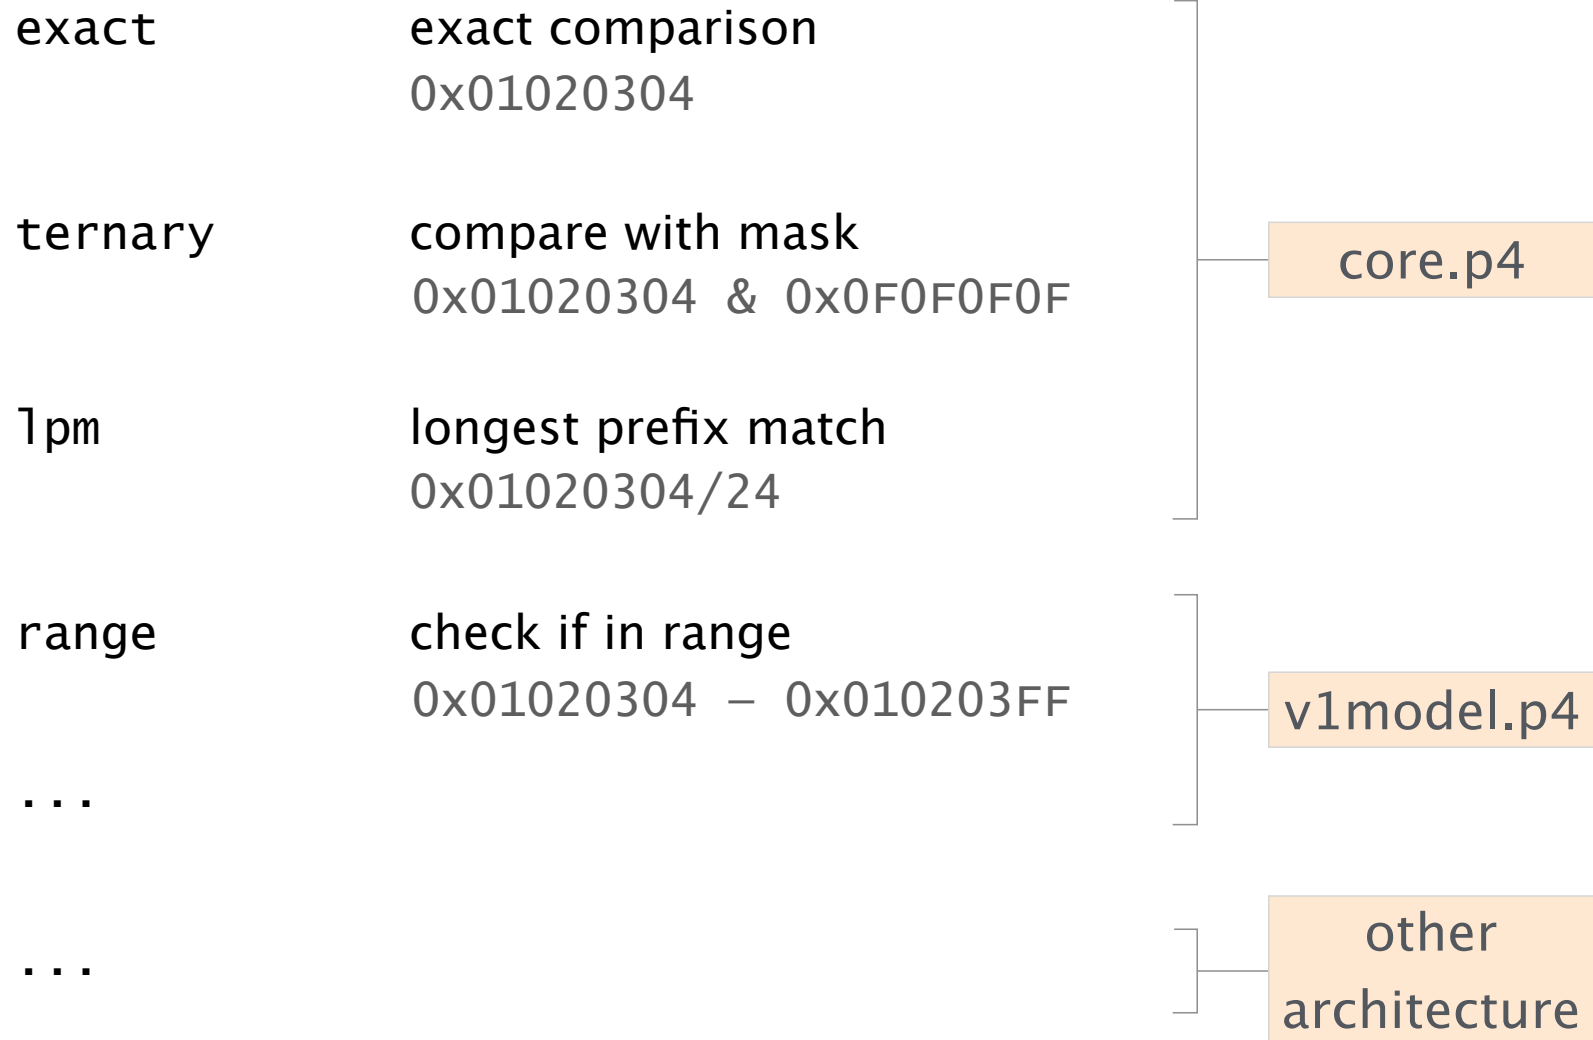 exact exact comparison
0x01020304
ternary compare with mask
0x01020304 & 0x0F0F0F0F
core.p4
lpm longest prefix match
0x01020304/24
range check if in range
0x01020304 – 0x010203FF
v1model.p4
...
...
other
architecture